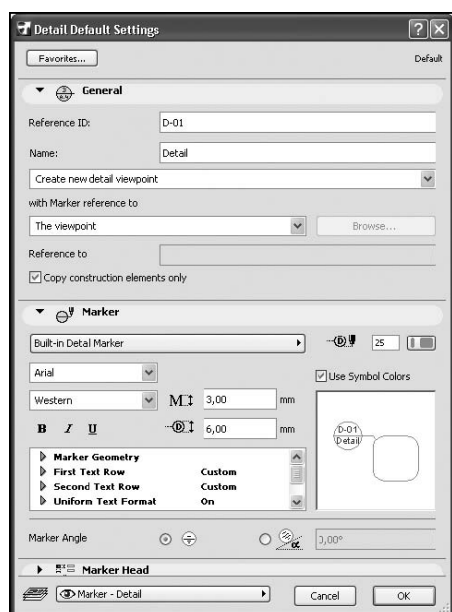 Detail Default Settings
Favorites...
Default
General
Reference ID:
D-01
Name:
Detail
Create new detail viewpoint
with Marker reference to
The viewpoint
Browse...
Reference to
Copy construction elements only
Marker
Built-in Detal Marker
25
Arial
Use Symbol Colors
Western
M
3,00
mm
B I U
D
6,00
mm
D-01
Detail
Marker Geometry
First Text Row Custom
Second Text Row Custom
Uniform Text Format On
Marker Angle
α
0,00°
Marker Head
Marker - Detail
Cancel
OK